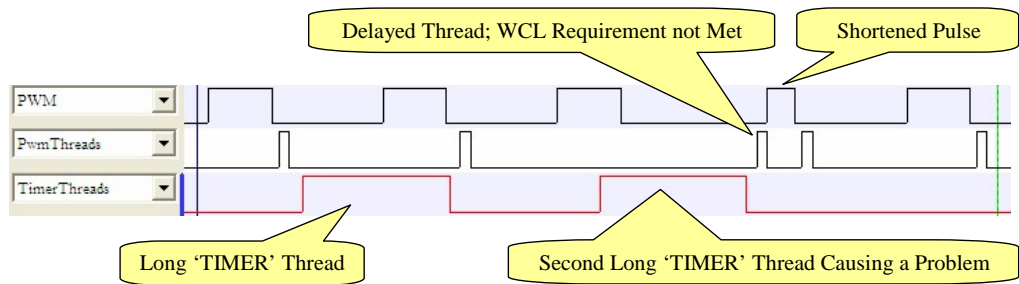 Delayed Thread; WCL Requirement not Met
Shortened Pulse
PWM
PwmThreads
TimerThreads
Long ‘TIMER’ Thread
Second Long ‘TIMER’ Thread Causing a Problem